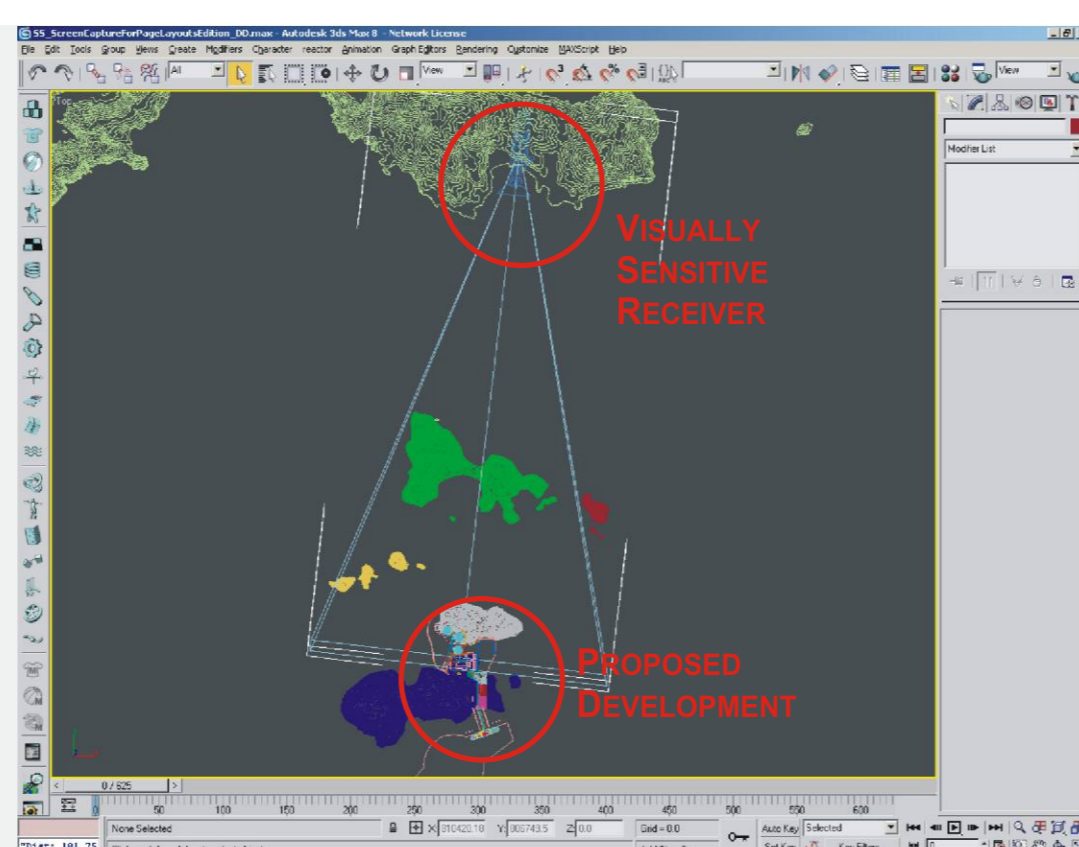 55_ScreenCaptureForPageLayoutsEdition_DD.max - Autodesk 3ds Max 8 - Network License
File Edit Tools Group Views Create Modifiers Character reactor Animation Graph Editors Rendering Customize MAXScript Help
All View View
Top
Modifier List
VISUALLY
SENSITIVE
RECEIVER
PROPOSED
DEVELOPMENT
0 / 625
0 50 100 150 200 250 300 350 400 450 500 550 600
None Selected X: Y: Z: 0.0 Grid = 0.0 Auto Key Selected